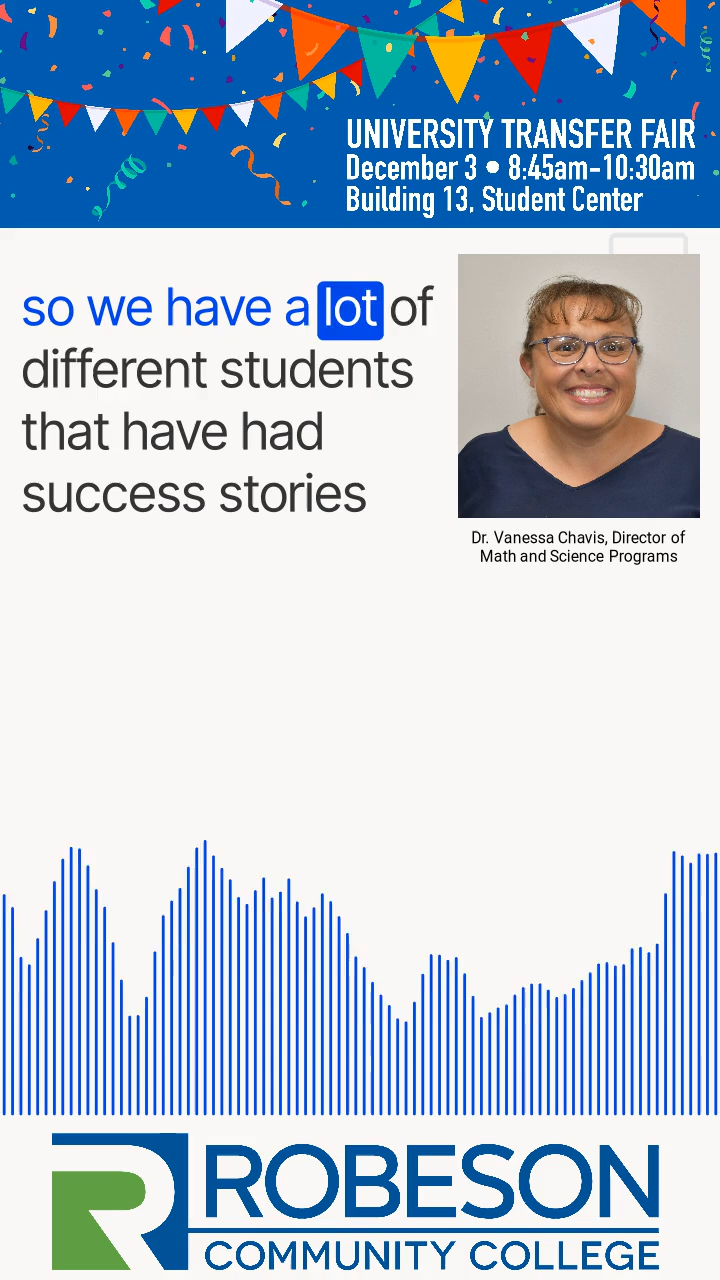 UNIVERSITY TRANSFER FAIR
December 3 • 8:45am-10:30am
Building 13, Student Center
so we have a lot of
different students
that have had
success stories
Dr. Vanessa Chavis, Director of
Math and Science Programs
ROBESON
COMMUNITY COLLEGE